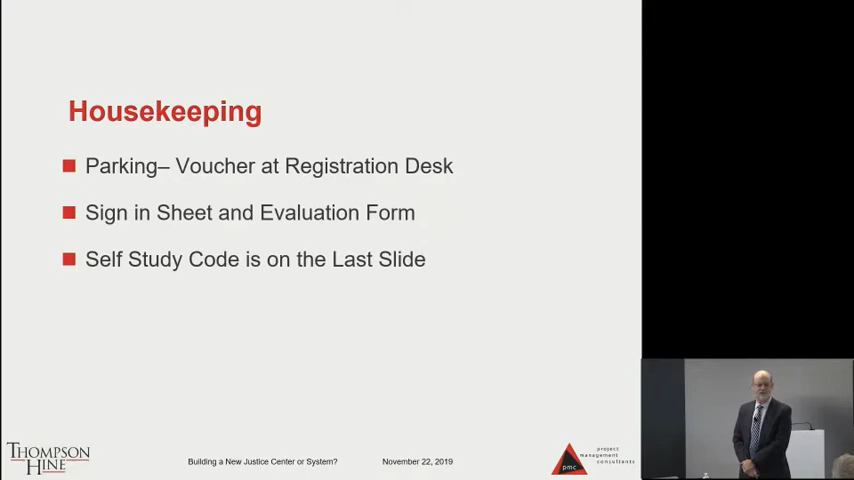 Housekeeping
Parking– Voucher at Registration Desk
Sign in Sheet and Evaluation Form
Self Study Code is on the Last Slide
THOMPSON
HINE
Building a New Justice Center or System?
November 22, 2019
pmc
project
management
consultants